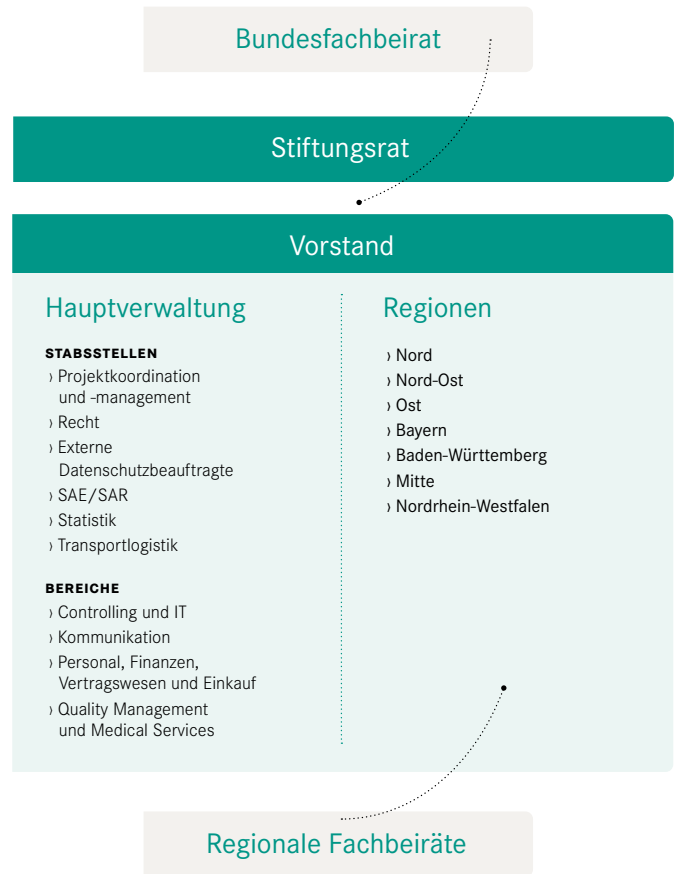 Bundesfachbeirat
Stiftungsrat
Vorstand
Hauptverwaltung
STABSSTELLEN
› Projektkoordination
und -management
› Recht
› Externe
Datenschutzbeauftragte
› SAE/SAR
› Statistik
› Transportlogistik
BEREICHE
› Controlling und IT
› Kommunikation
› Personal, Finanzen,
Vertragswesen und Einkauf
› Quality Management
und Medical Services
Regionen
› Nord
› Nord-Ost
› Ost
› Bayern
› Baden-Württemberg
› Mitte
› Nordrhein-Westfalen
Regionale Fachbeiräte